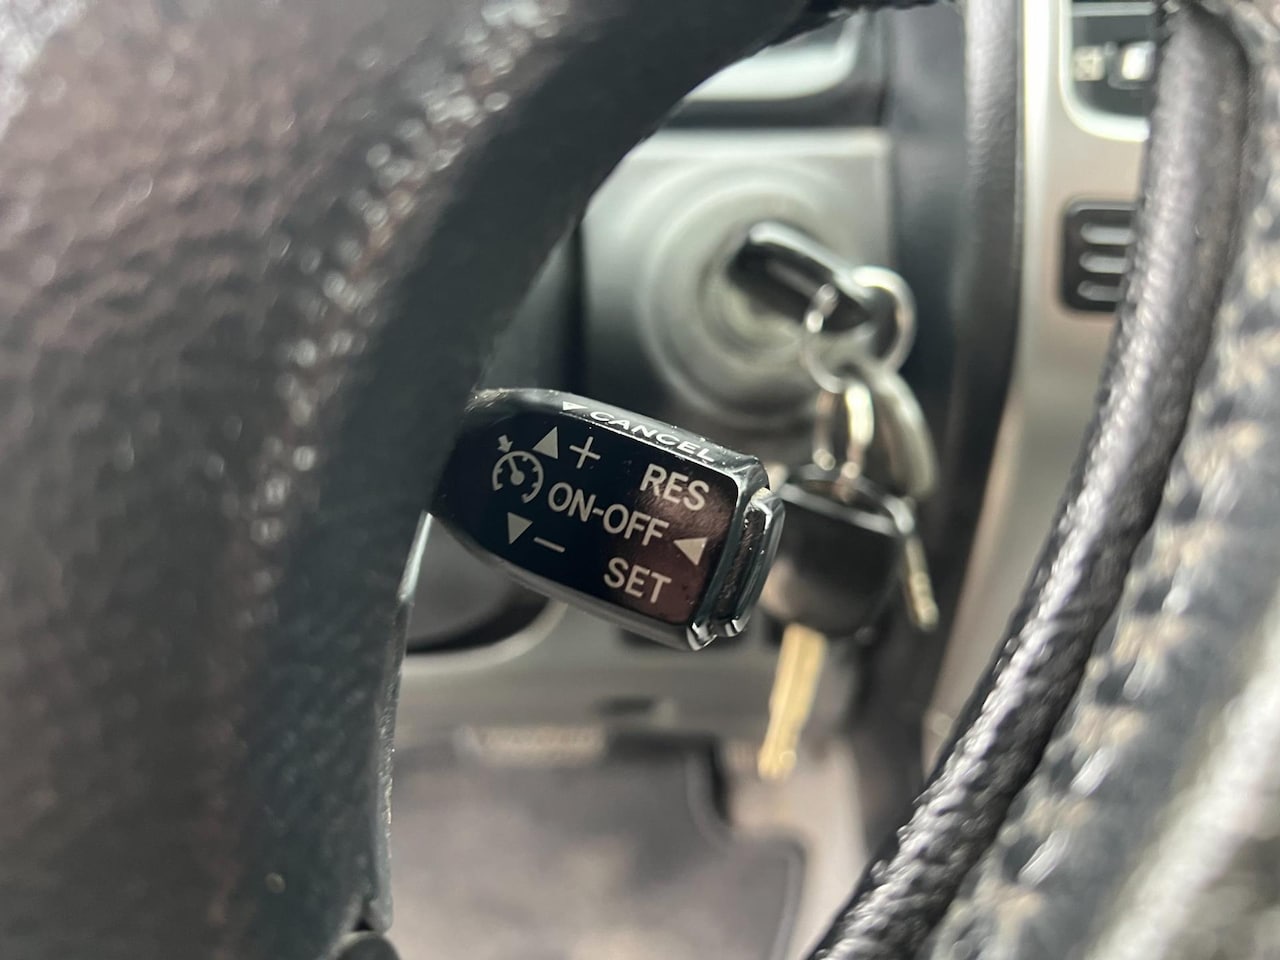 CANCEL
+ RES
ON-OFF
− SET